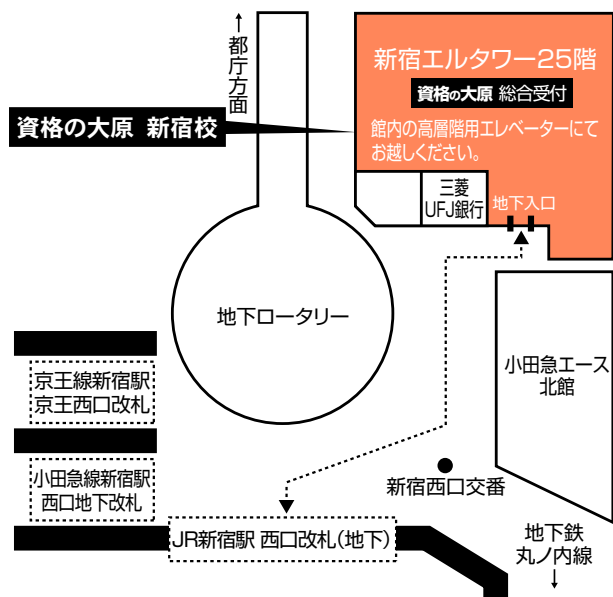 ↑都庁方面
新宿エルタワー25階
資格の大原 総合受付
館内の高層階用エレベーターにて
お越しください。
資格の大原 新宿校
三菱
UFJ銀行
地下入口
地下ロータリー
小田急エース
北館
京王線新宿駅
京王西口改札
小田急線新宿駅
西口地下改札
新宿西口交番
JR新宿駅 西口改札(地下)
地下鉄
丸ノ内線
↓